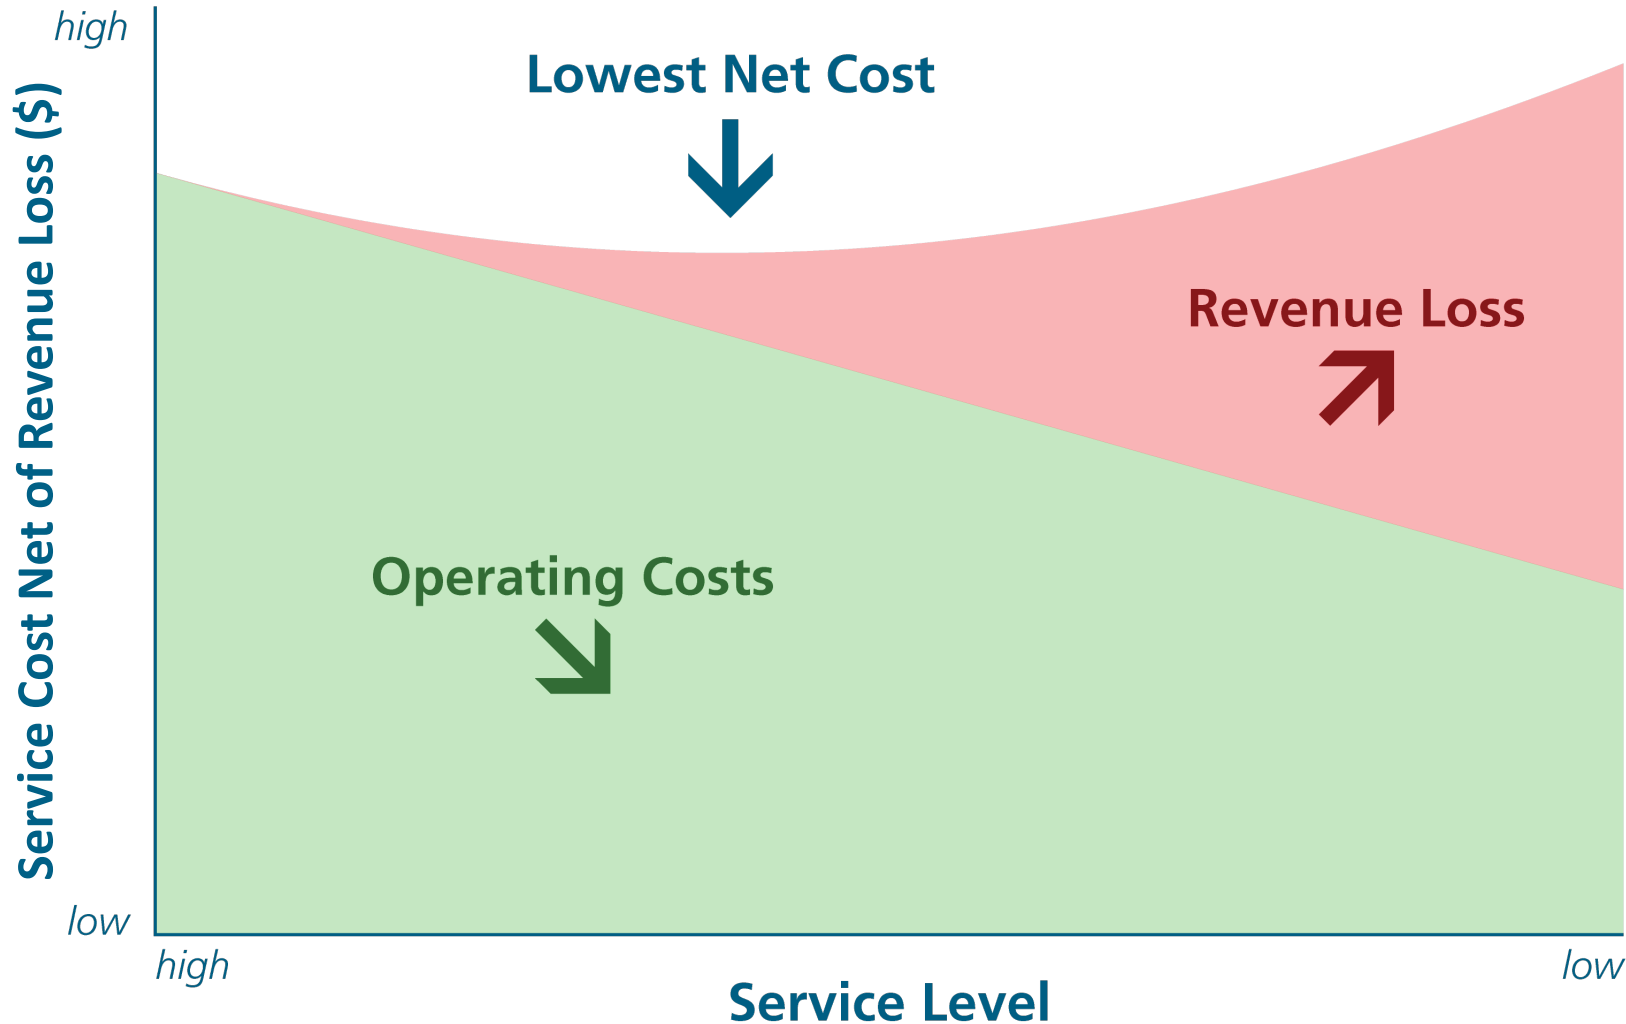 high
Lowest Net Cost
Service Cost Net of Revenue Loss ($)
Revenue Loss
Operating Costs
low
high
low
Service Level